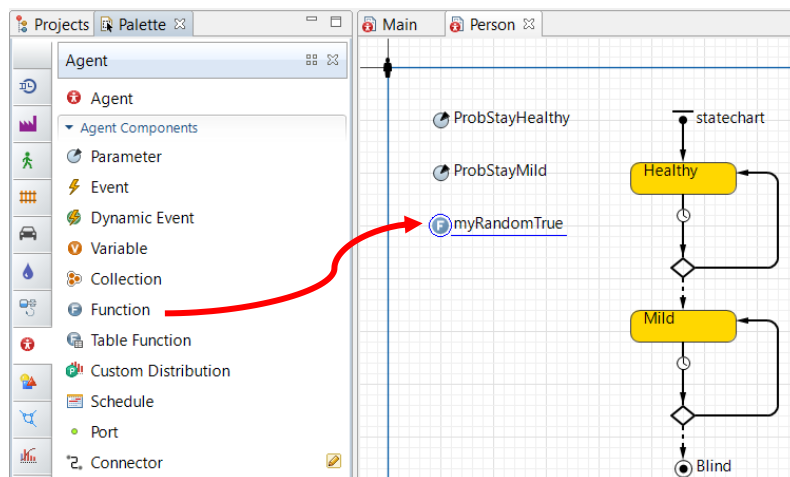 Projects
Palette
Main
Person
Agent
Agent
Agent Components
Parameter
Event
Dynamic Event
Variable
Collection
Function
Table Function
Custom Distribution
Schedule
Port
Connector
ProbStayHealthy
ProbStayMild
myRandomTrue
statechart
Healthy
Mild
Blind